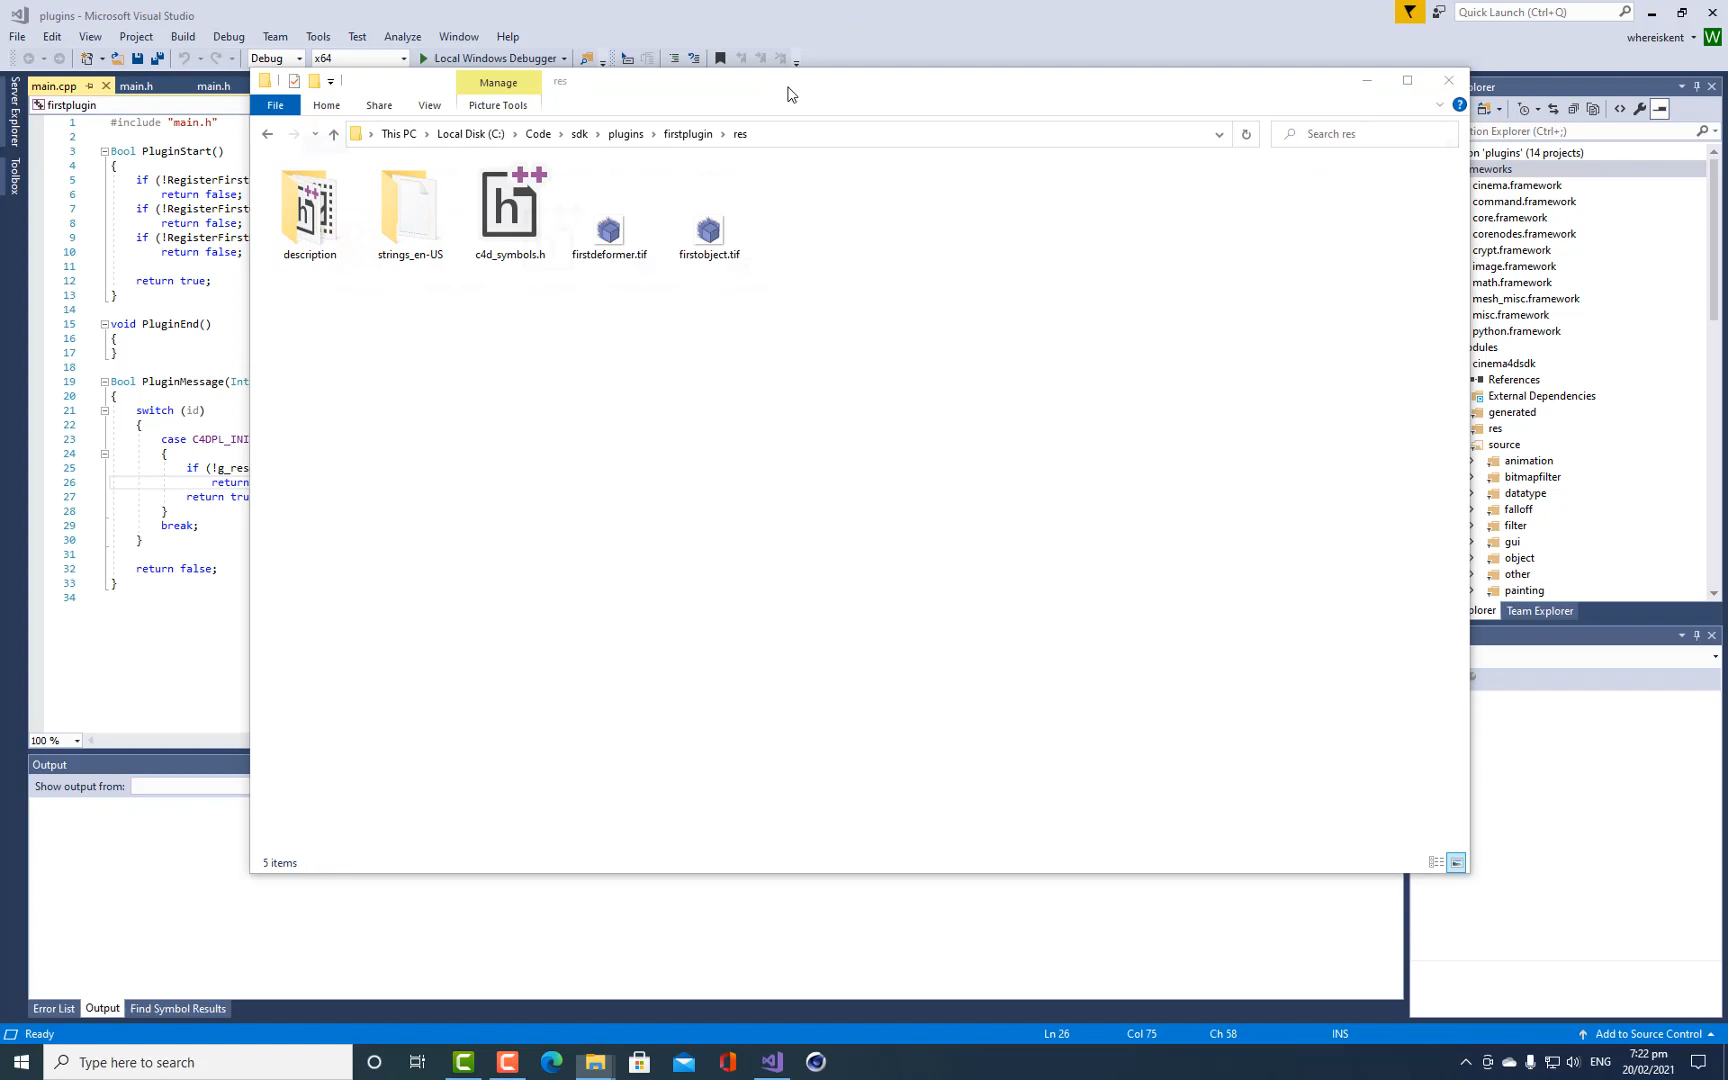 plugins - Microsoft Visual Studio
Quick Launch (Ctrl+Q)
File Edit View Project Build Debug Team Tools Test Analyze Window Help
whereiskent W
Debug x64 Local Windows Debugger
main.cpp main.h main.h
Manage res
File Home Share View Picture Tools
This PC Local Disk (C:) Code sdk plugins firstplugin res
Search res
description
strings_en-US
c4d_symbols.h
firstdeformer.tif
firstobject.tif
5 items
Server Explorer
Toolbox
firstplugin
1 #include "main.h"
2
3 Bool PluginStart()
4 {
5 if (!RegisterFirst
6 return false;
7 if (!RegisterFirst
8 return false;
9 if (!RegisterFirst
10 return false;
11
12 return true;
13 }
14
15 void PluginEnd()
16 {
17 }
18
19 Bool PluginMessage(Int
20 {
21 switch (id)
22 {
23 case C4DPL_INI
24 {
25 if (!g_res
26 return
27 return tru
28 }
29 break;
30 }
31
32 return false;
33 }
34
100 %
Output
Show output from:
Error List Output Find Symbol Results
plorer
tion Explorer (Ctrl+;)
on 'plugins' (14 projects)
meworks
cinema.framework
command.framework
core.framework
corenodes.framework
crypt.framework
image.framework
math.framework
mesh_misc.framework
misc.framework
python.framework
dules
cinema4dsdk
References
External Dependencies
generated
res
source
animation
bitmapfilter
datatype
falloff
filter
gui
object
other
painting
plorer Team Explorer
Ready
Ln 26 Col 75 Ch 58 INS
Add to Source Control
Type here to search
ENG
7:22 pm
20/02/2021